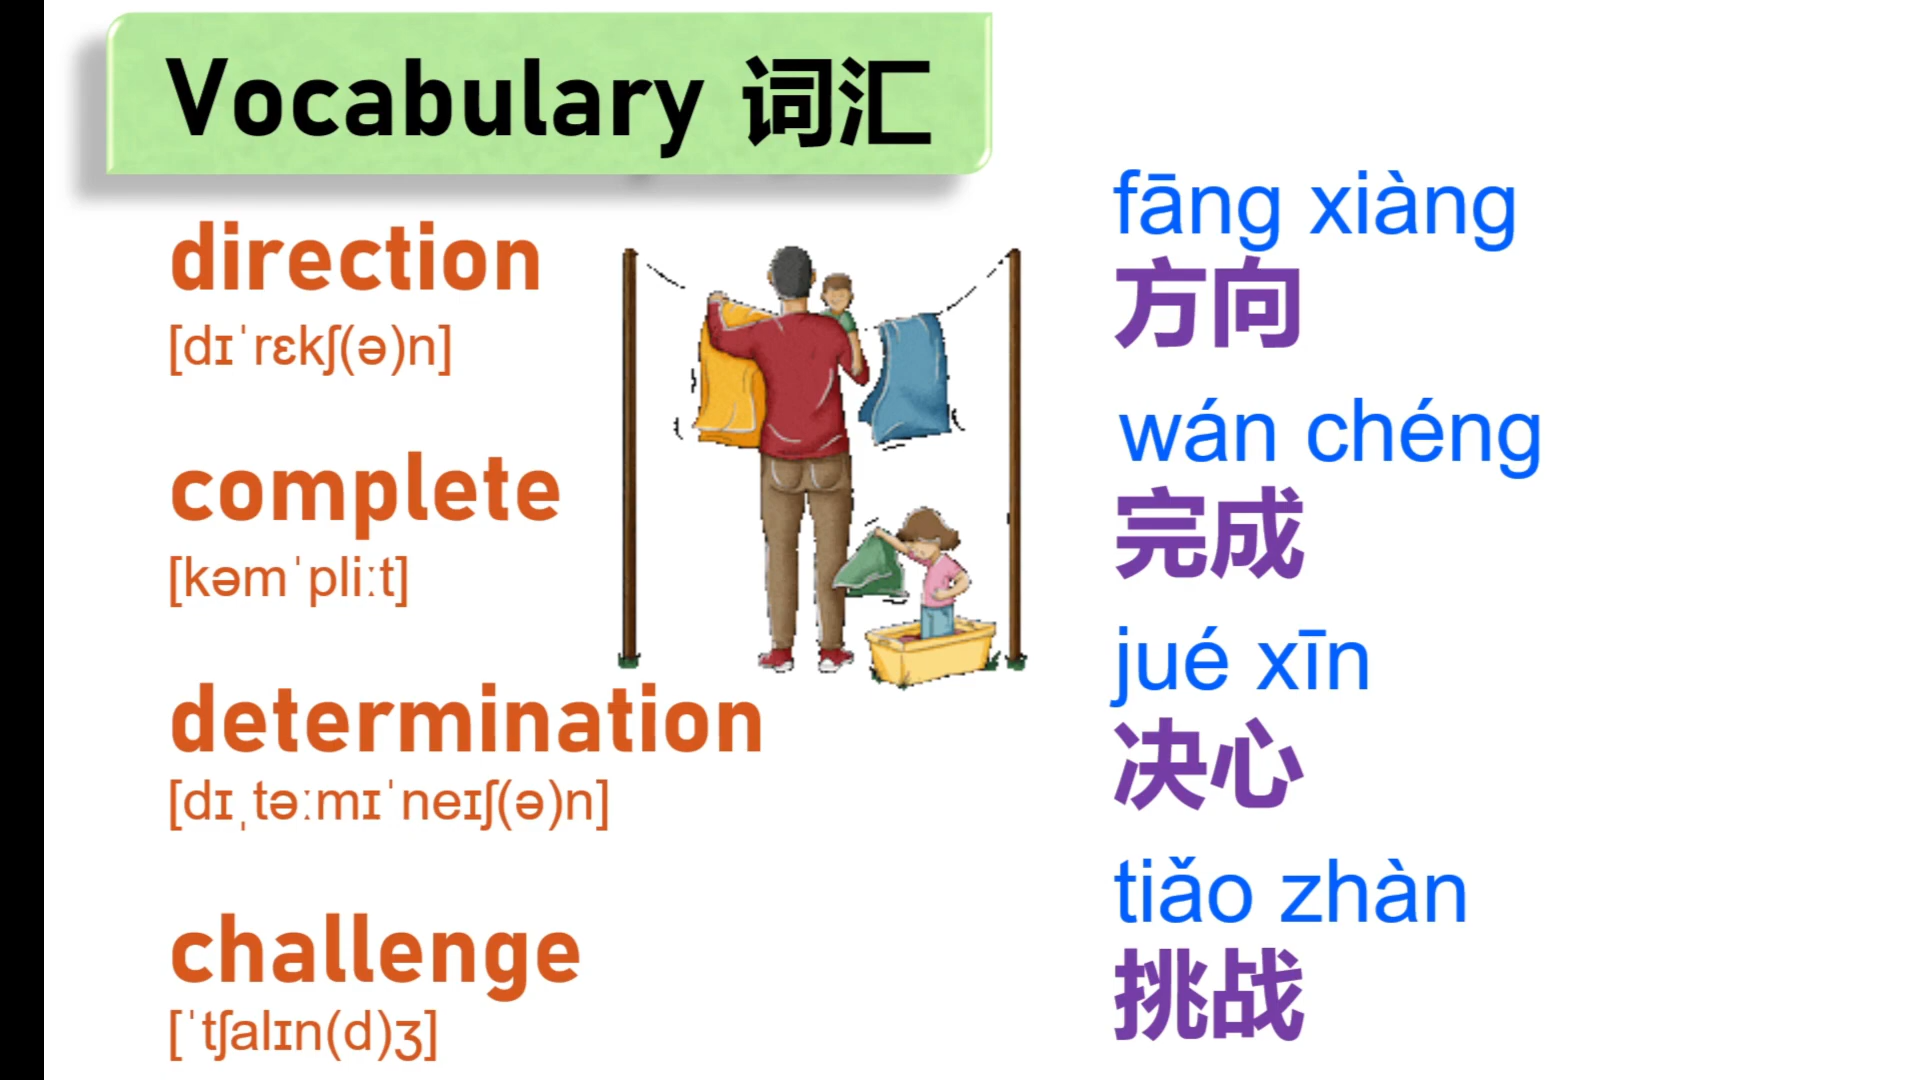 Vocabulary 词汇
direction
[dɪˈrɛkʃ(ə)n]
fāng xiàng
方向
complete
[kəmˈpliːt]
wán chéng
完成
determination
[dɪˌtəːmɪˈneɪʃ(ə)n]
jué xīn
决心
challenge
[ˈtʃalɪn(d)ʒ]
tiǎo zhàn
挑战